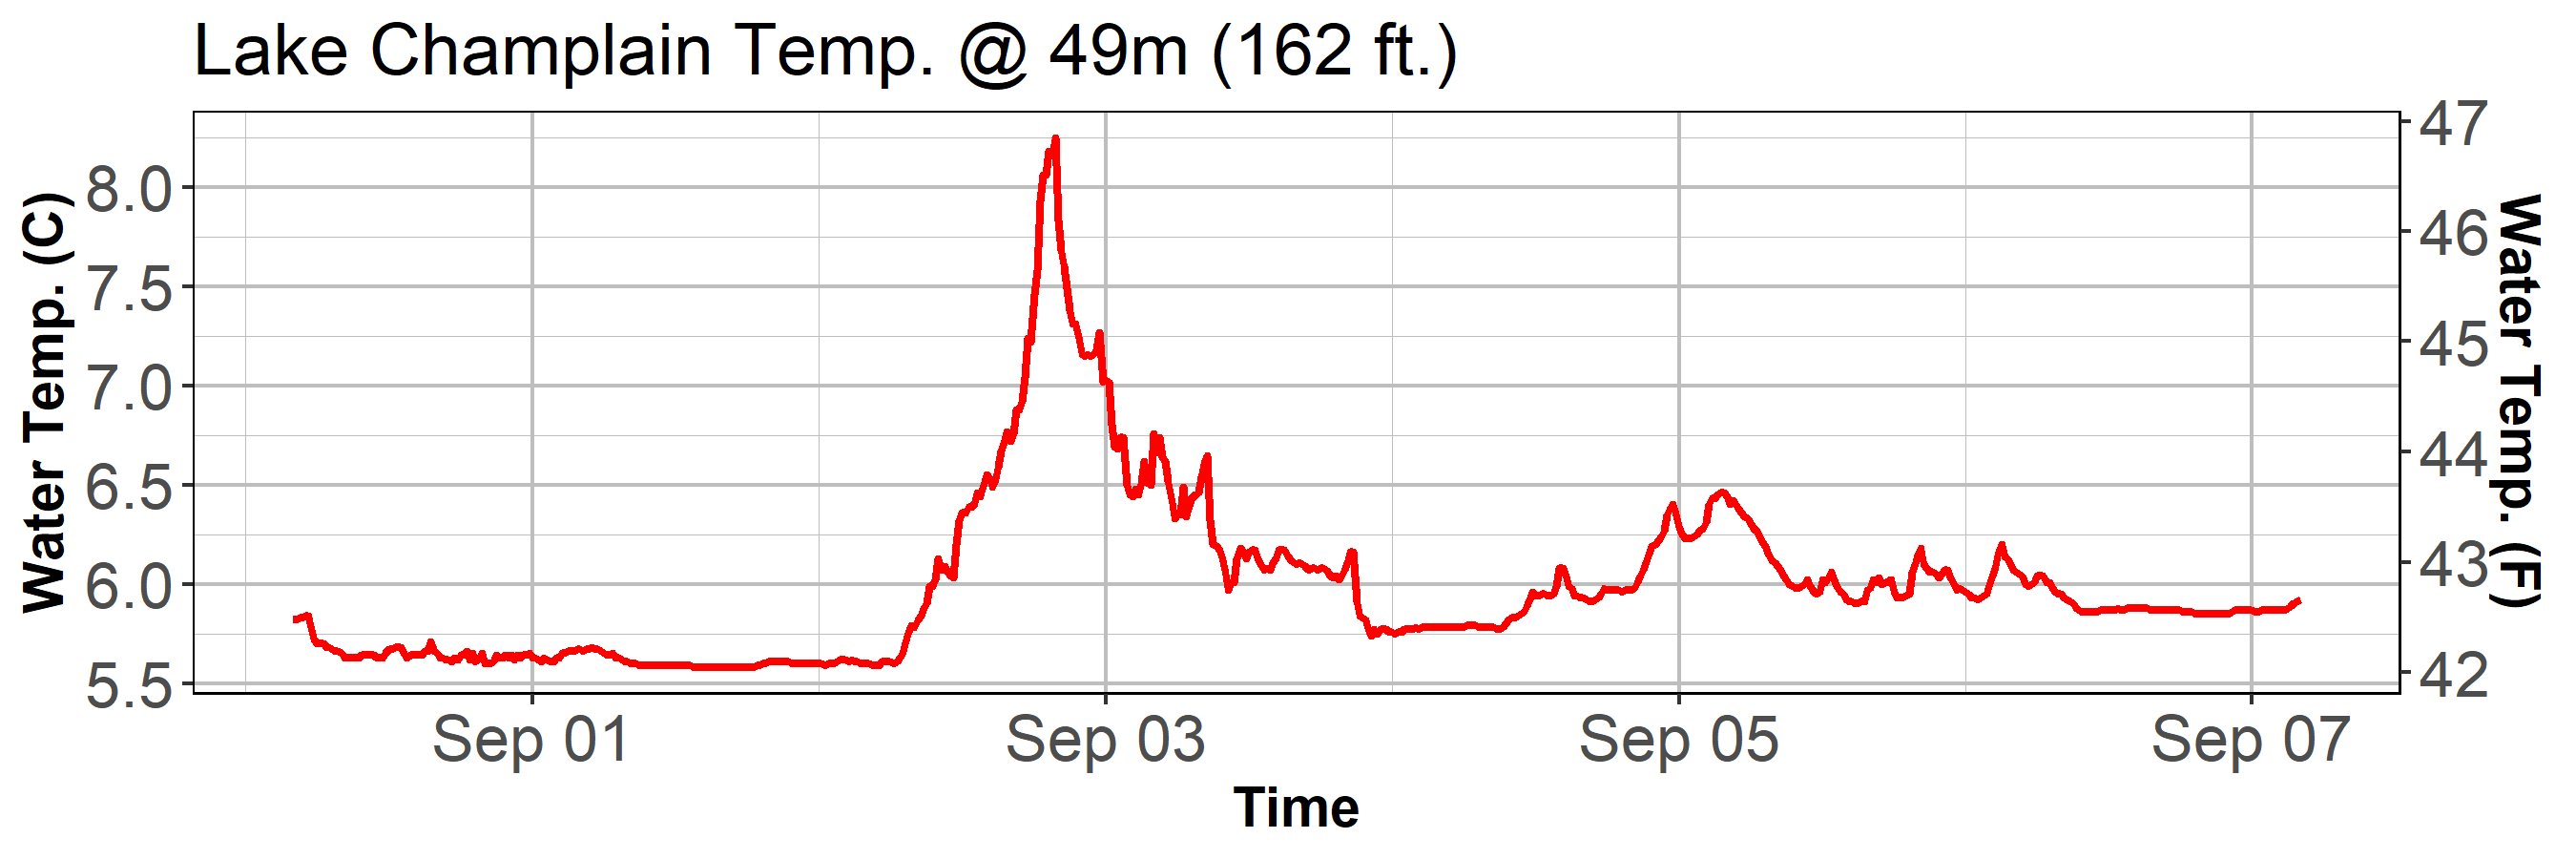 Lake Champlain Temp. @ 49m (162 ft.)
Water Temp. (C)
8.0
7.5
7.0
6.5
6.0
5.5
47
46
45
44
43
42
Water Temp. (F)
Sep 01 Sep 03 Sep 05 Sep 07
Time